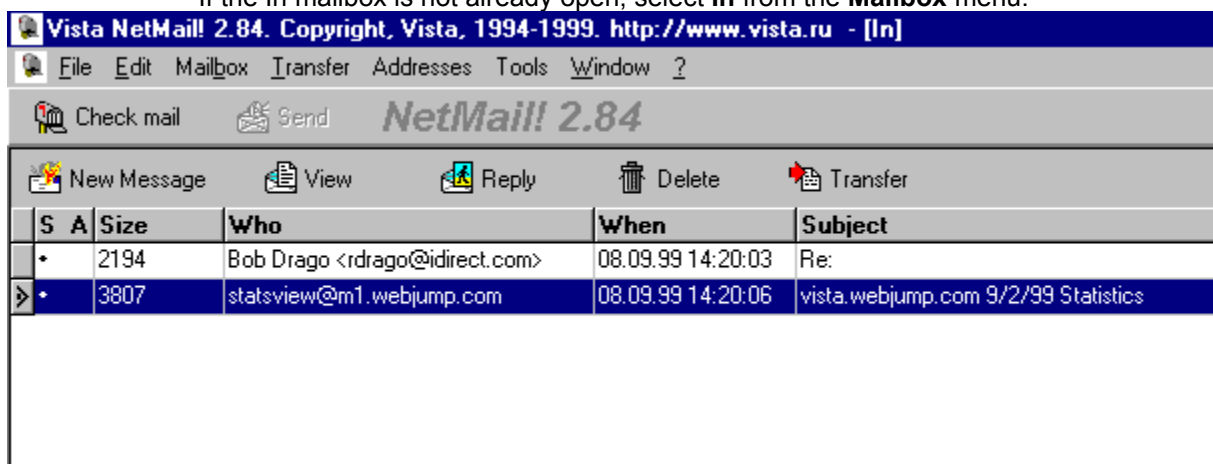 If the In mailbox is not already open, select In from the Mailbox menu.
Vista NetMail! 2.84. Copyright, Vista, 1994-1999. http://www.vista.ru - [In]
File Edit Mailbox Transfer Addresses Tools Window ?
Check mail Send NetMail! 2.84
New Message View Reply Delete Transfer
S A Size Who When Subject
• 2194 Bob Drago <rdrago@idirect.com> 08.09.99 14:20:03 Re:
• 3807 statsview@m1.webjump.com 08.09.99 14:20:06 vista.webjump.com 9/2/99 Statistics